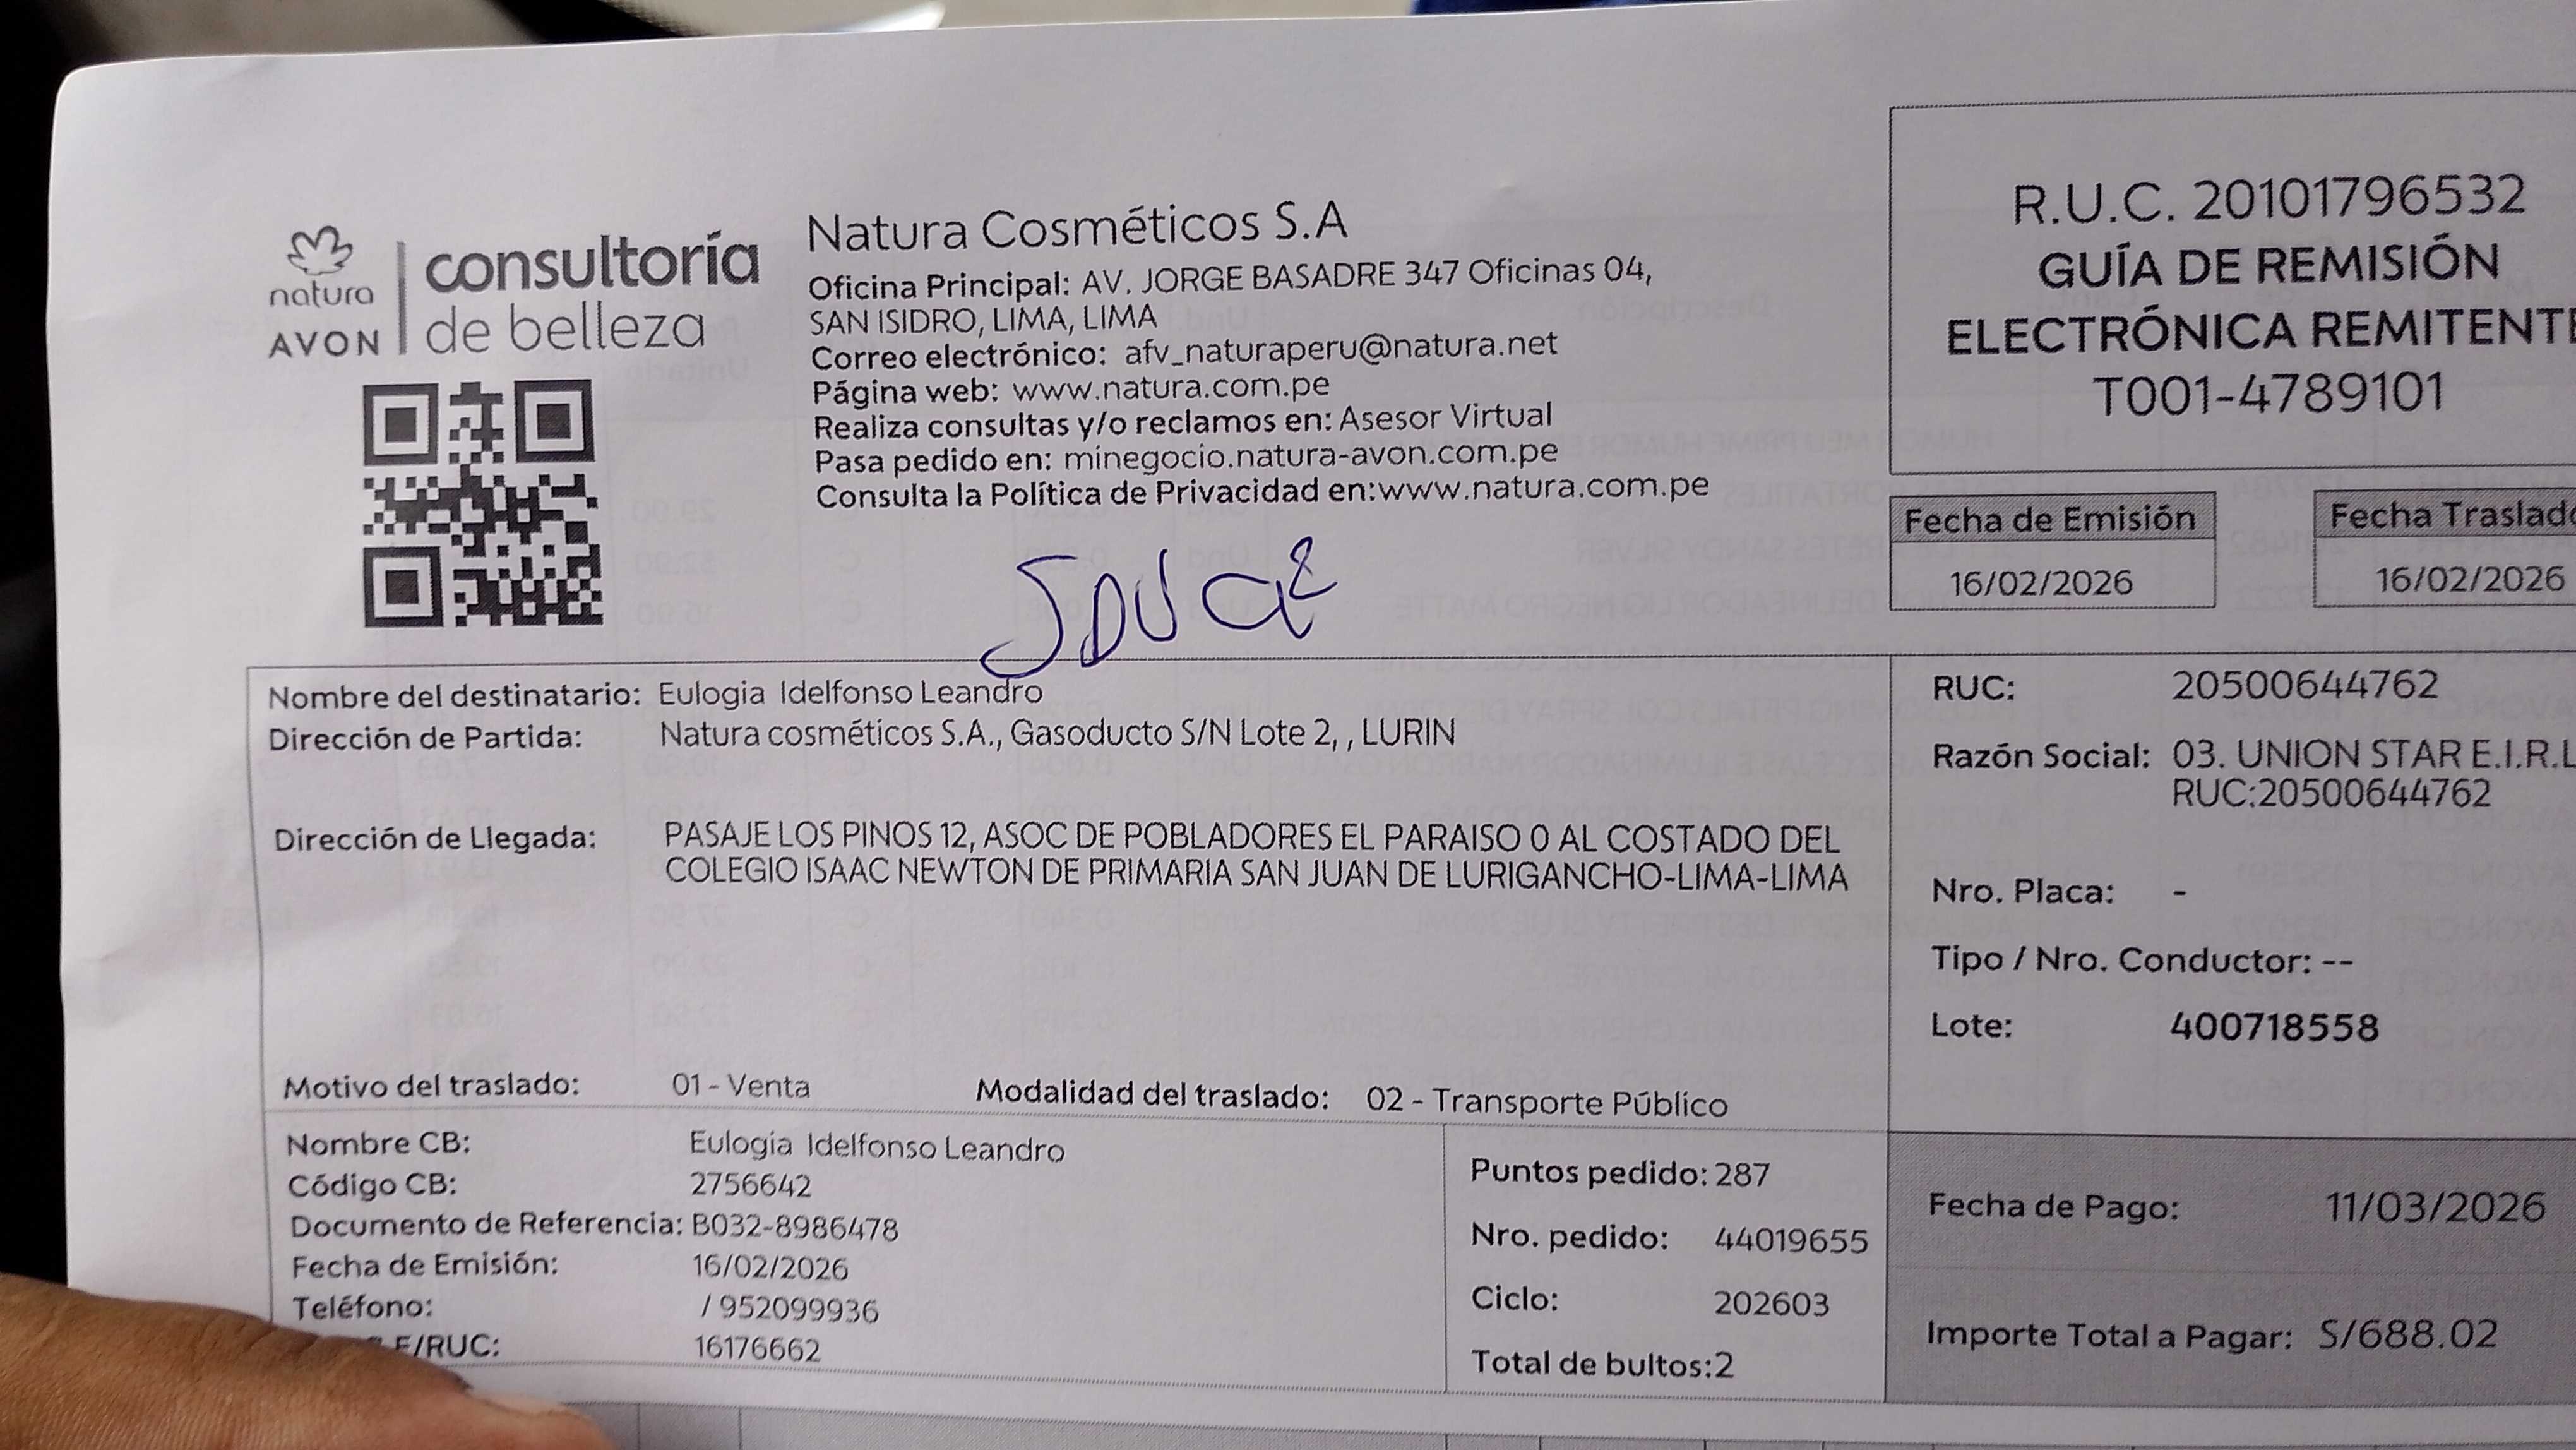 natura
AVON
consultoría
de belleza
Natura Cosméticos S.A
Oficina Principal: AV. JORGE BASADRE 347 Oficinas 04,
SAN ISIDRO, LIMA, LIMA
Correo electrónico: afv_naturaperu@natura.net
Página web: www.natura.com.pe
Realiza consultas y/o reclamos en: Asesor Virtual
Pasa pedido en: minegocio.natura-avon.com.pe
Consulta la Política de Privacidad en:www.natura.com.pe
R.U.C. 20101796532
GUÍA DE REMISIÓN
ELECTRÓNICA REMITENTE
T001-4789101
Fecha de Emisión
16/02/2026
Fecha Traslado
16/02/2026
Nombre del destinatario: Eulogia Idelfonso Leandro
Dirección de Partida: Natura cosméticos S.A., Gasoducto S/N Lote 2, , LURIN
Dirección de Llegada: PASAJE LOS PINOS 12, ASOC DE POBLADORES EL PARAISO 0 AL COSTADO DEL
COLEGIO ISAAC NEWTON DE PRIMARIA SAN JUAN DE LURIGANCHO-LIMA-LIMA
Motivo del traslado: 01 - Venta Modalidad del traslado: 02 - Transporte Público
RUC: 20500644762
Razón Social: 03. UNION STAR E.I.R.L
RUC:20500644762
Nro. Placa: -
Tipo / Nro. Conductor: --
Lote: 400718558
Nombre CB: Eulogia Idelfonso Leandro
Código CB: 2756642
Documento de Referencia: B032-8986478
Fecha de Emisión: 16/02/2026
Teléfono: / 952099936
E/RUC: 16176662
Puntos pedido: 287
Nro. pedido: 44019655
Ciclo: 202603
Total de bultos:2
Fecha de Pago: 11/03/2026
Importe Total a Pagar: S/688.02